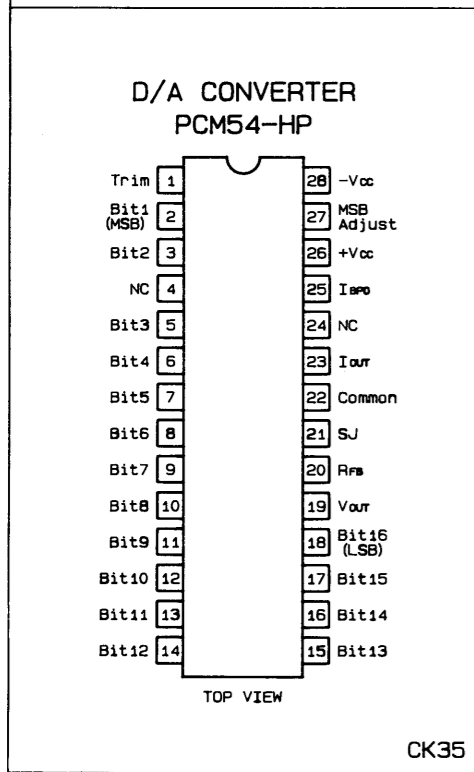 D/A CONVERTER
PCM54-HP
Trim 1 28 -Vcc
Bit1 (MSB) 2 27 MSB Adjust
Bit2 3 26 +Vcc
NC 4 25 IBPO
Bit3 5 24 NC
Bit4 6 23 IOUT
Bit5 7 22 Common
Bit6 8 21 SJ
Bit7 9 20 RFB
Bit8 10 19 VOUT
Bit9 11 18 Bit16 (LSB)
Bit10 12 17 Bit15
Bit11 13 16 Bit14
Bit12 14 15 Bit13
TOP VIEW
CK35